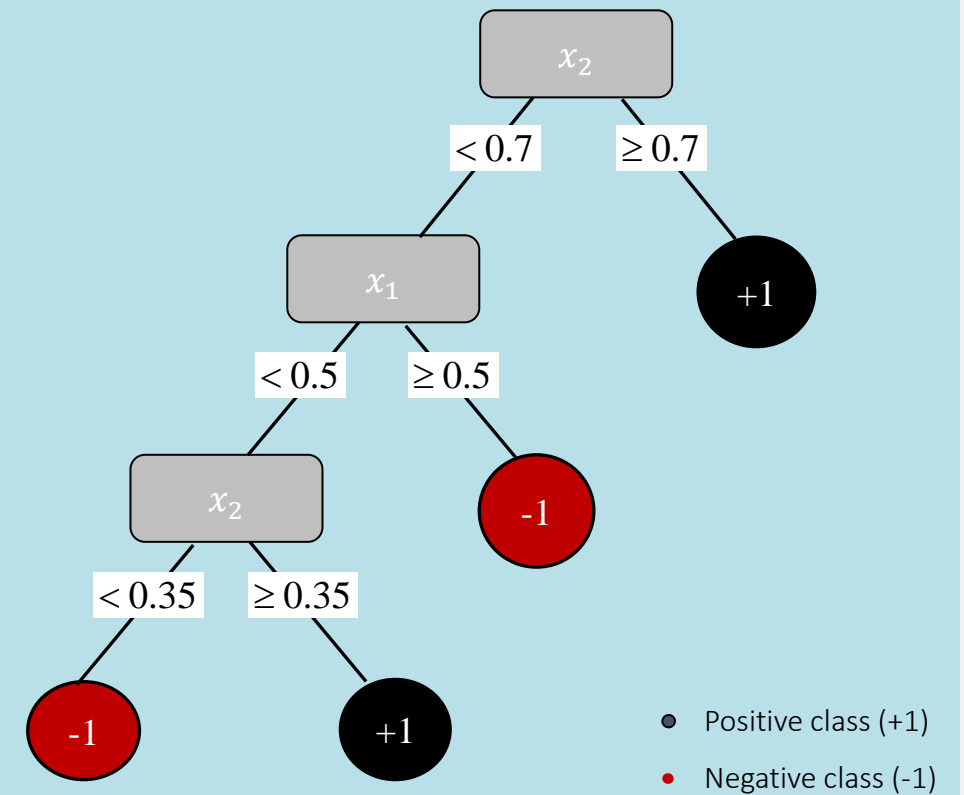 x₂
< 0.7
≥ 0.7
x₁
+1
< 0.5
≥ 0.5
x₂
-1
< 0.35
≥ 0.35
-1
+1
Positive class (+1)
Negative class (-1)